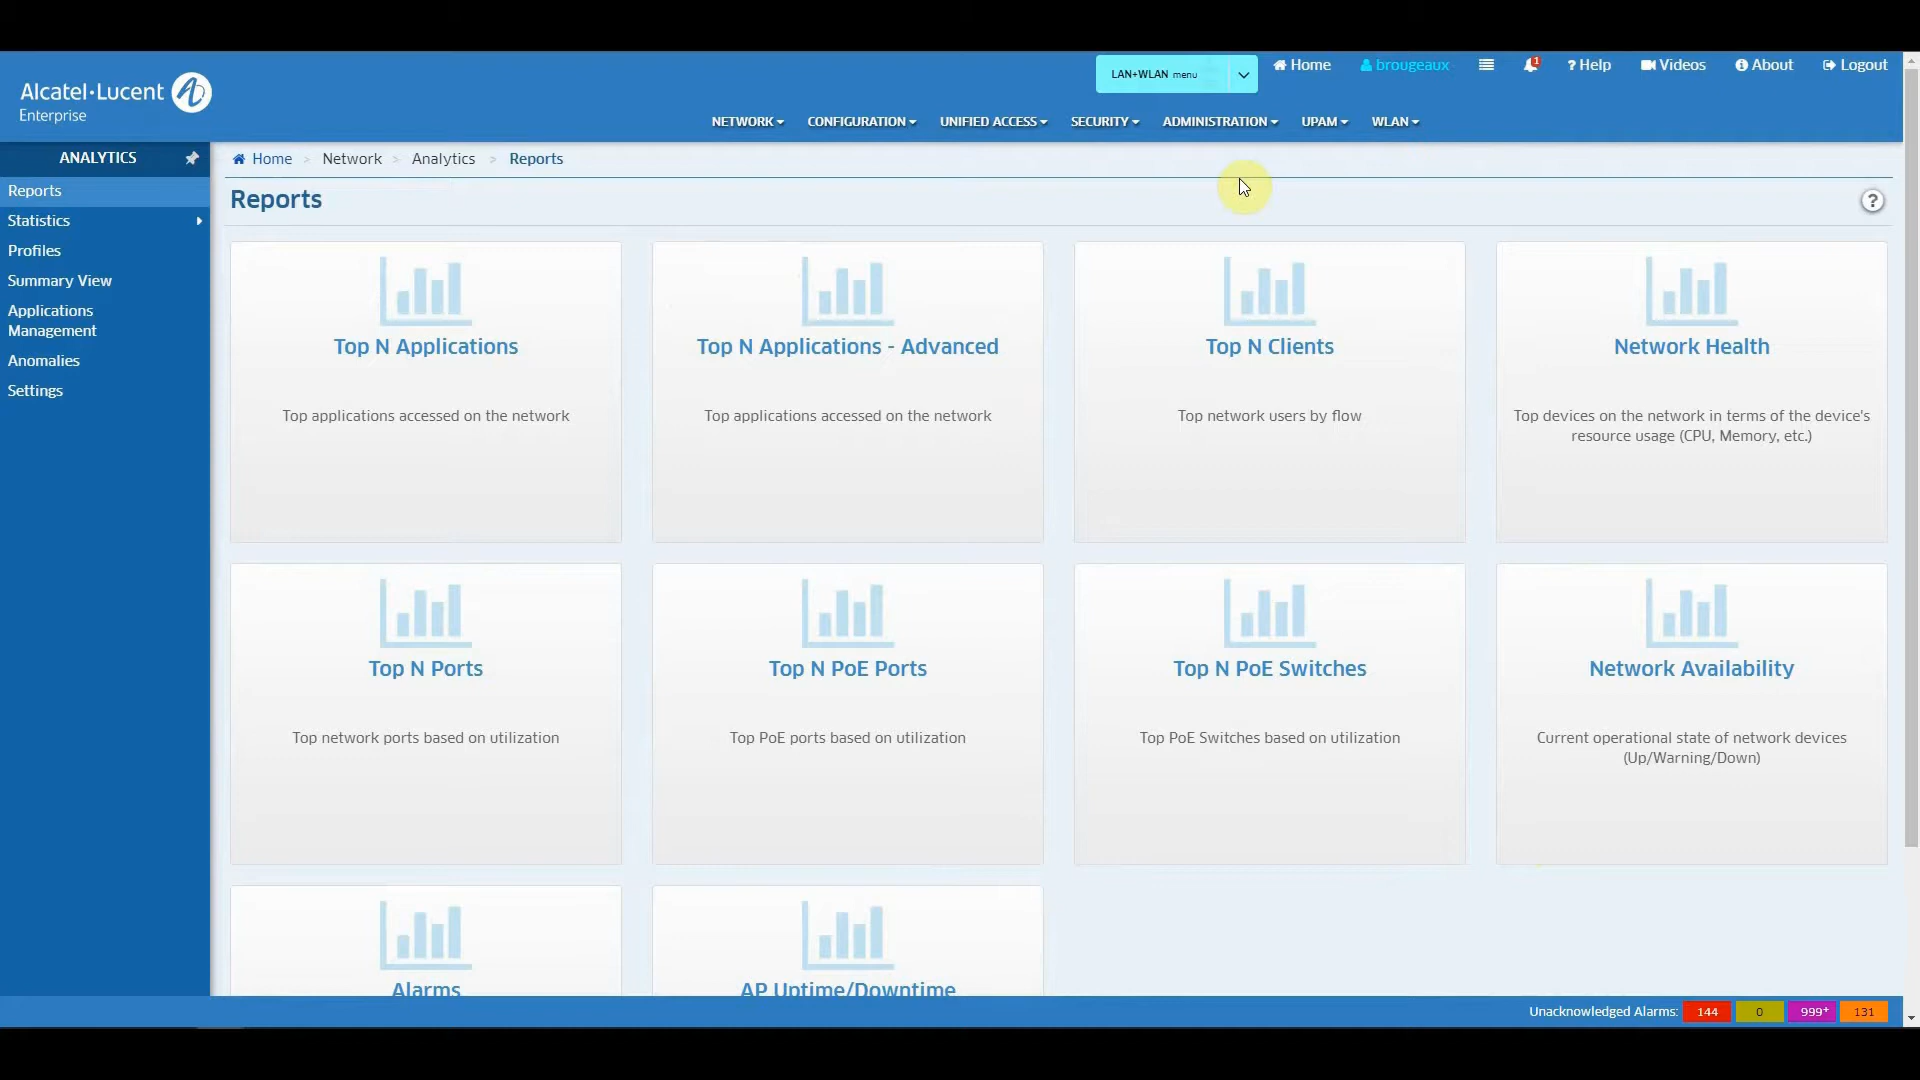 LAN+WLAN menu
Home
brougeaux
1
? Help
Videos
About
Logout
Alcatel·Lucent
Enterprise
NETWORK
CONFIGURATION
UNIFIED ACCESS
SECURITY
ADMINISTRATION
UPAM
WLAN
ANALYTICS
Home > Network > Analytics > Reports
Reports
Statistics
Profiles
Summary View
Applications
Management
Anomalies
Settings
Reports
?
Top N Applications
Top applications accessed on the network
Top N Applications - Advanced
Top applications accessed on the network
Top N Clients
Top network users by flow
Network Health
Top devices on the network in terms of the device's
resource usage (CPU, Memory, etc.)
Top N Ports
Top network ports based on utilization
Top N PoE Ports
Top PoE ports based on utilization
Top N PoE Switches
Top PoE Switches based on utilization
Network Availability
Current operational state of network devices
(Up/Warning/Down)
Alarms
AP Uptime/Downtime
Unacknowledged Alarms: 144 0 999+ 131